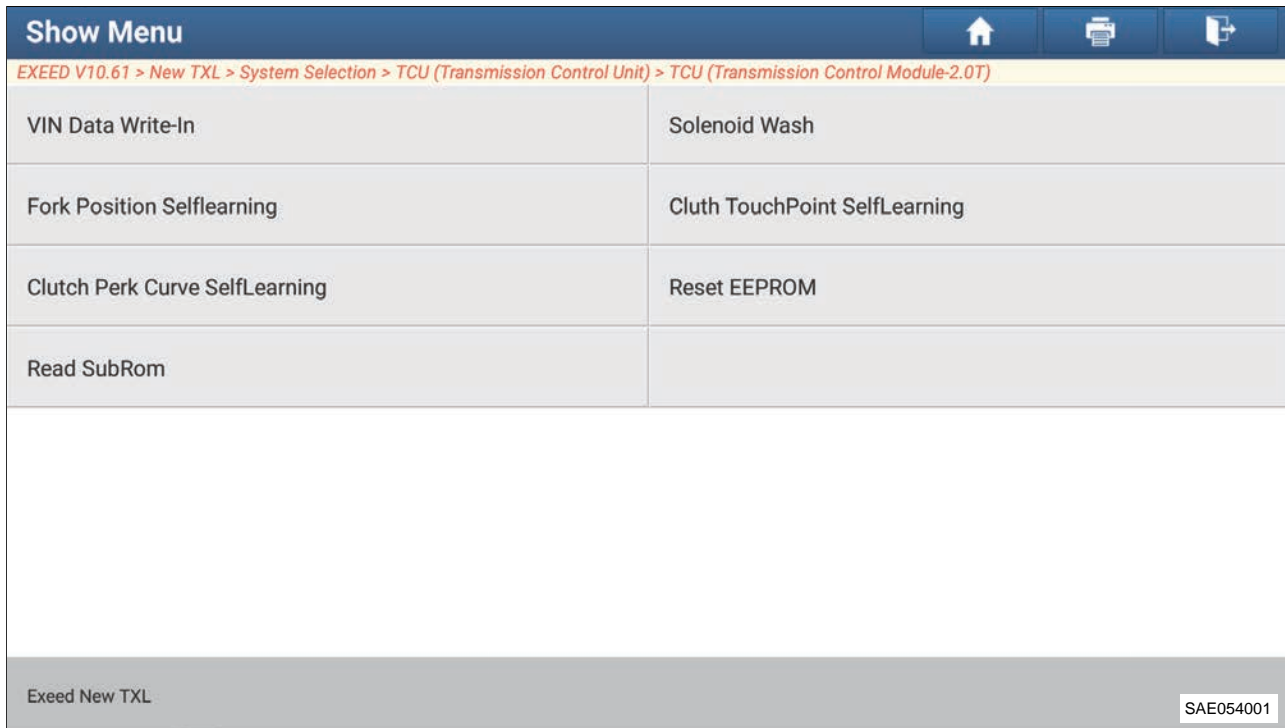 Show Menu
EXEED V10.61 > New TXL > System Selection > TCU (Transmission Control Unit) > TCU (Transmission Control Module-2.0T)
VIN Data Write-In
Solenoid Wash
Fork Position Selflearning
Cluth TouchPoint SelfLearning
Clutch Perk Curve SelfLearning
Reset EEPROM
Read SubRom
Exeed New TXL
SAE054001